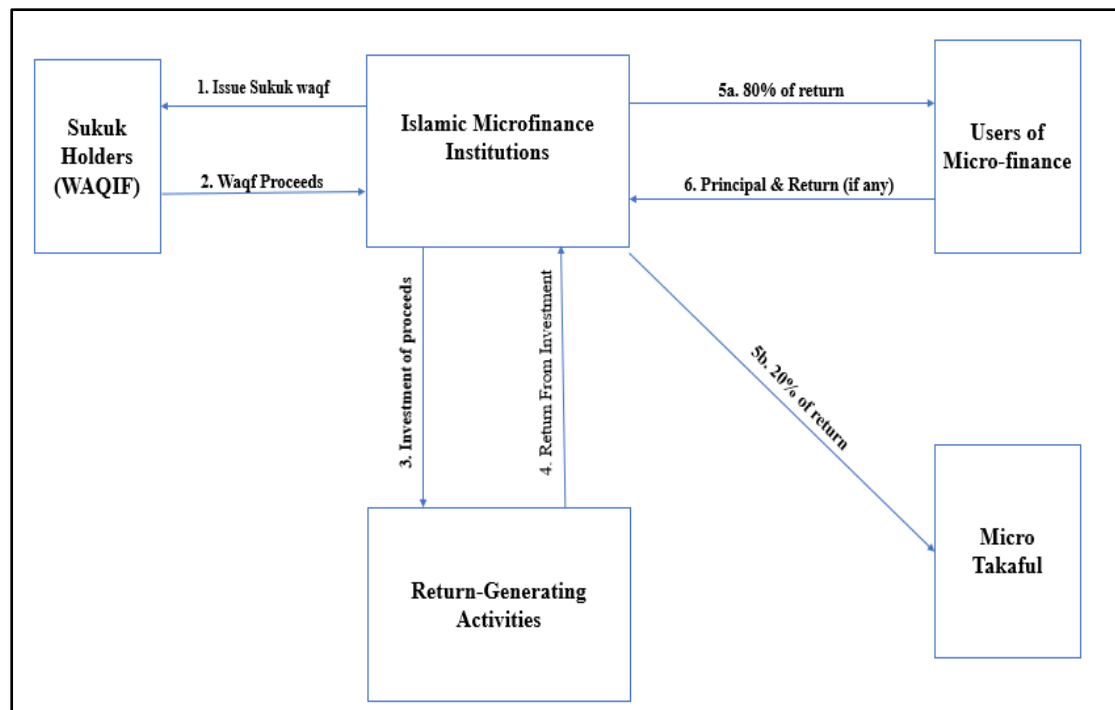 1. Issue Sukuk waqf
Sukuk
Holders
(WAQIF)
2. Waqf Proceeds
Islamic Microfinance
Institutions
5a. 80% of return
Users of
Micro-finance
6. Principal & Return (if any)
3. Investment of proceeds
4. Return From Investment
5b. 20% of return
Return-Generating
Activities
Micro
Takaful